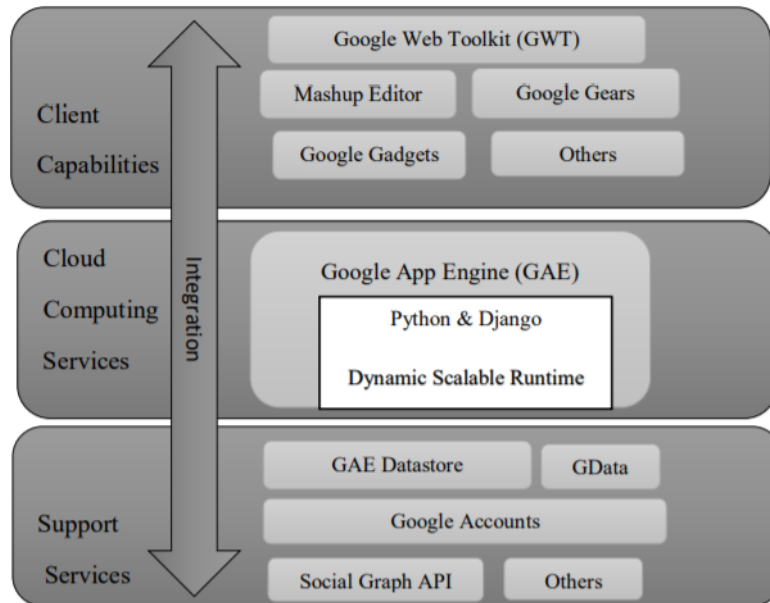 Google Web Toolkit (GWT)
Mashup Editor
Google Gears
Client
Capabilities
Google Gadgets
Others
Integration
Cloud
Computing
Services
Google App Engine (GAE)
Python & Django
Dynamic Scalable Runtime
GAE Datastore
GData
Google Accounts
Support
Services
Social Graph API
Others